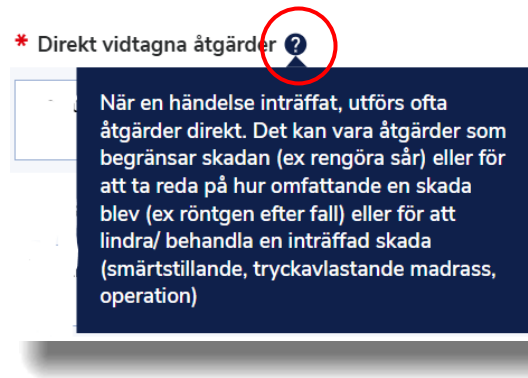 * Direkt vidtagna åtgärder ?
När en händelse inträffat, utförs ofta
åtgärder direkt. Det kan vara åtgärder som
begränsar skadan (ex rengöra sår) eller för
att ta reda på hur omfattande en skada
blev (ex röntgen efter fall) eller för att
lindra/ behandla en inträffad skada
(smärtstillande, tryckavlastande madrass,
operation)